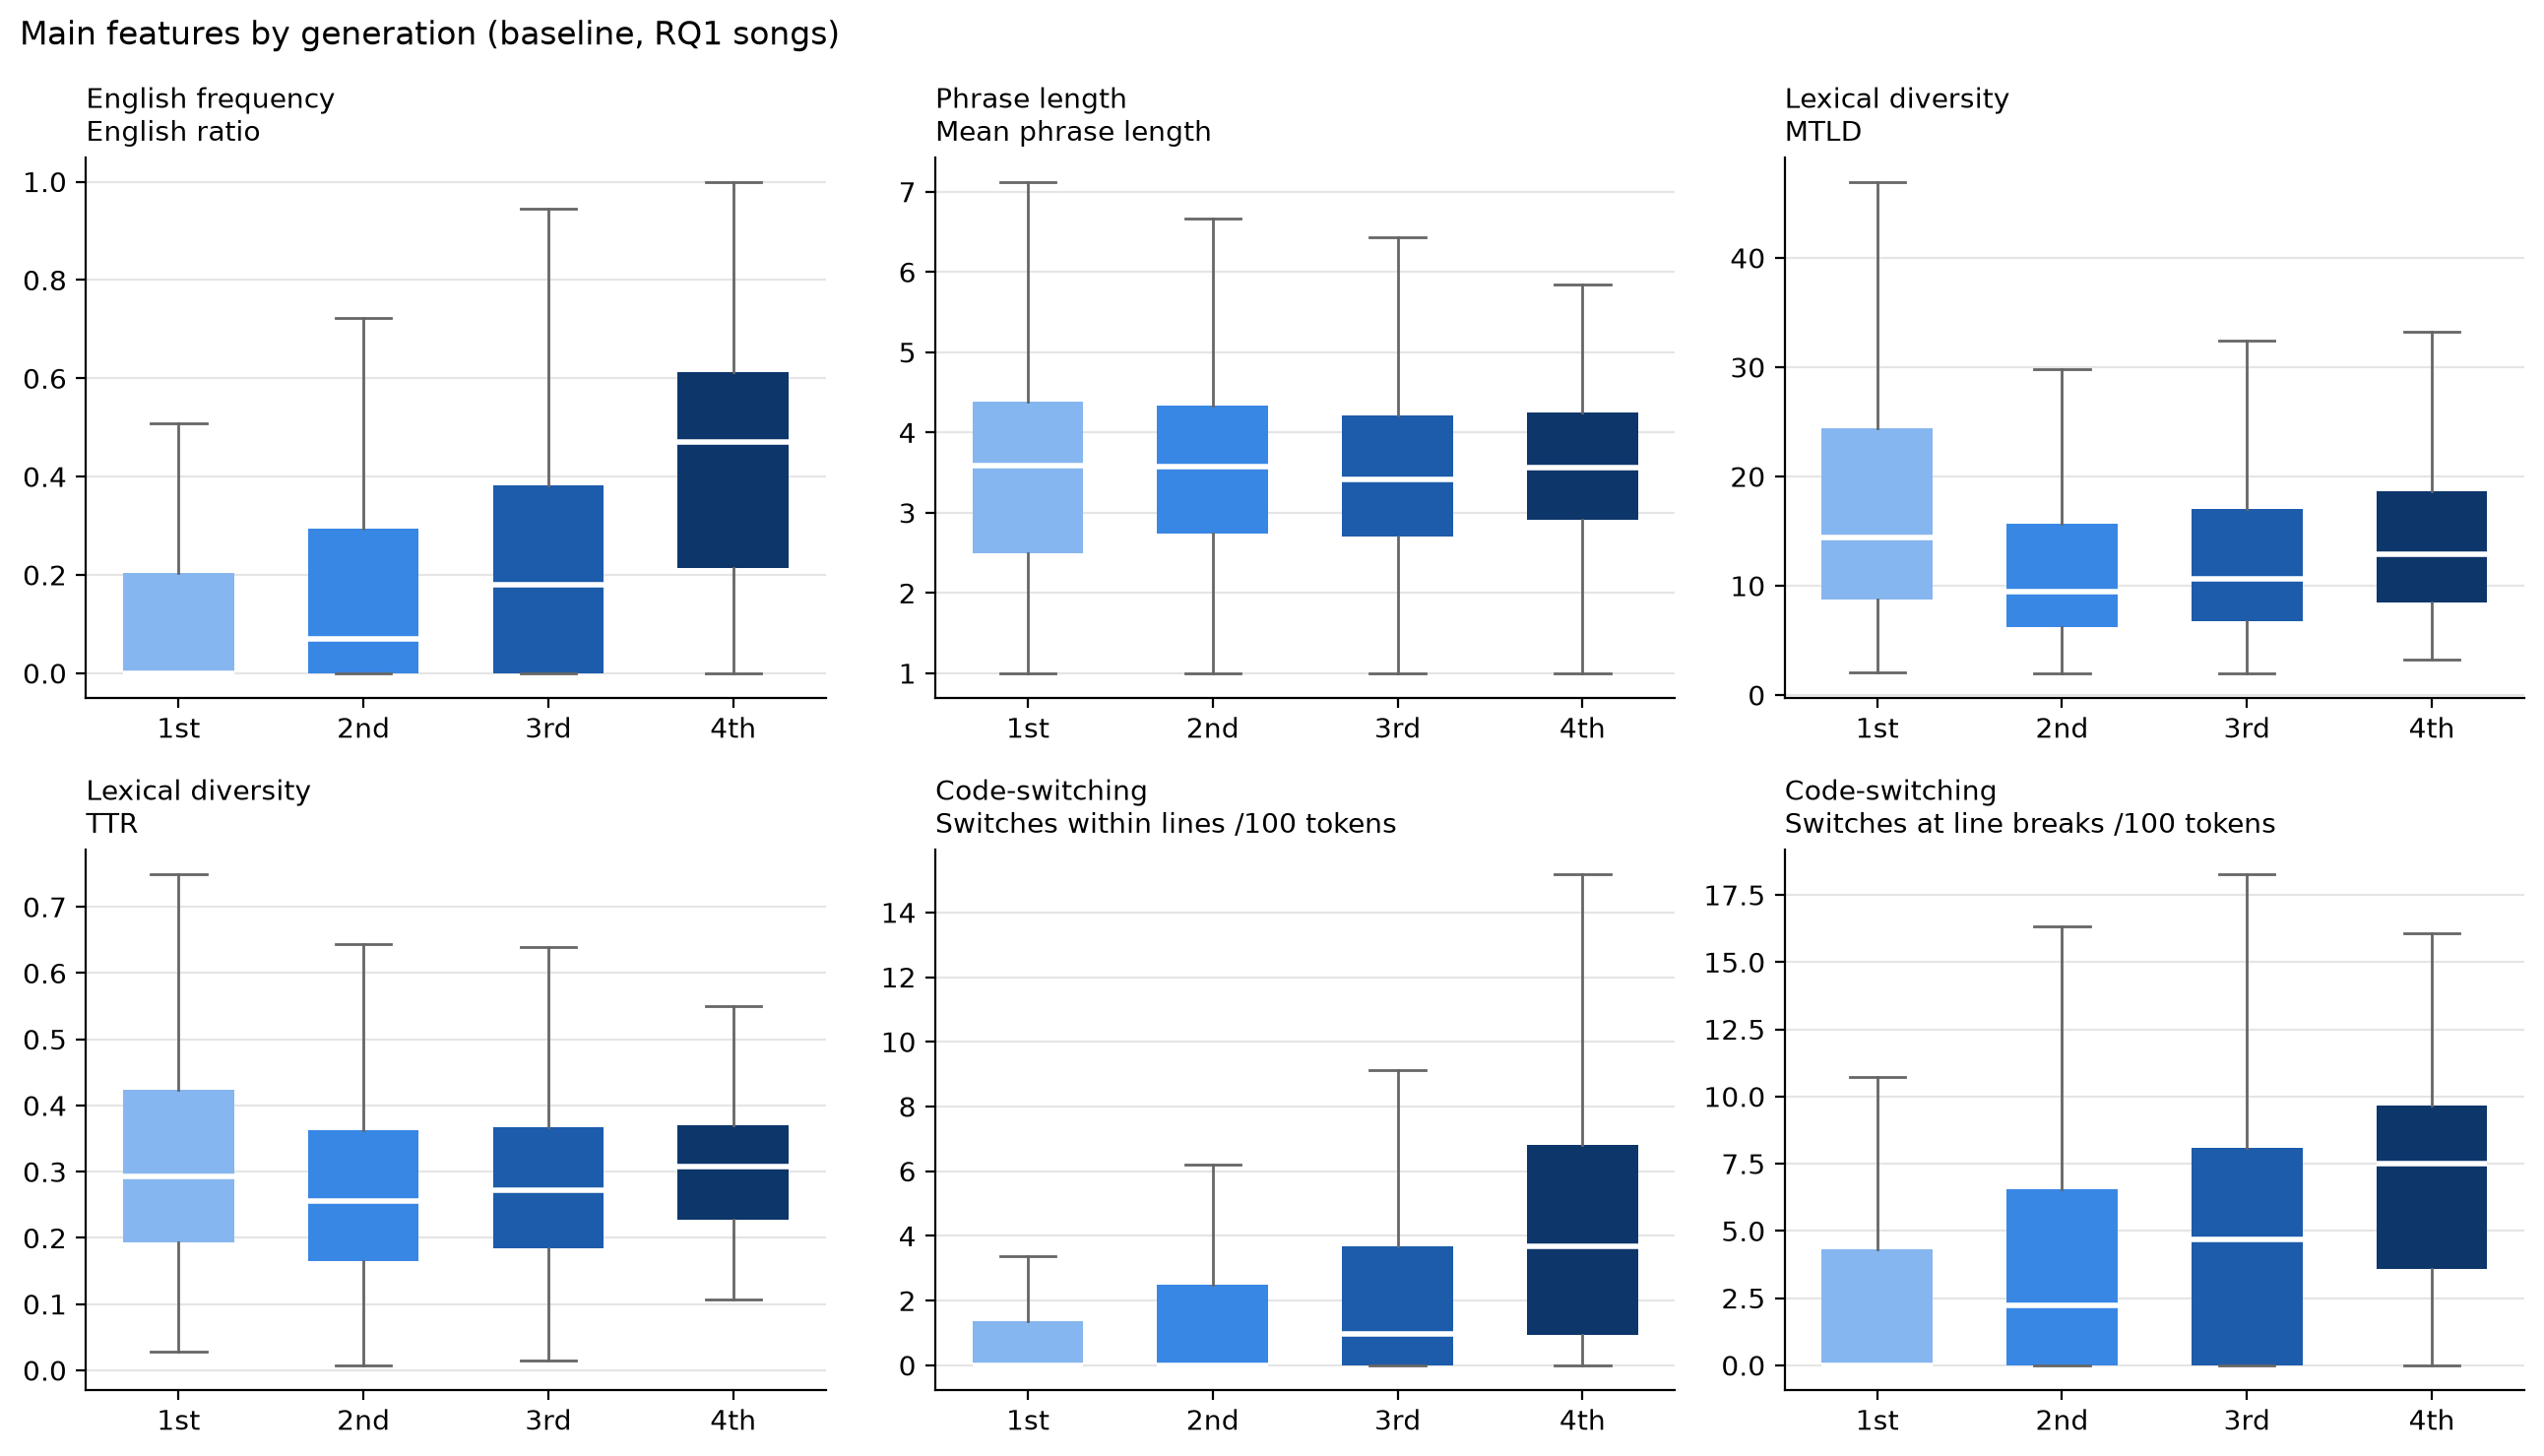 Main features by generation (baseline, RQ1 songs)
English frequency
English ratio
1.0
0.8
0.6
0.4
0.2
0.0
1st 2nd 3rd 4th
Phrase length
Mean phrase length
7
6
5
4
3
2
1
1st 2nd 3rd 4th
Lexical diversity
MTLD
40
30
20
10
0
1st 2nd 3rd 4th
Lexical diversity
TTR
0.7
0.6
0.5
0.4
0.3
0.2
0.1
0.0
1st 2nd 3rd 4th
Code-switching
Switches within lines /100 tokens
14
12
10
8
6
4
2
0
1st 2nd 3rd 4th
Code-switching
Switches at line breaks /100 tokens
17.5
15.0
12.5
10.0
7.5
5.0
2.5
0.0
1st 2nd 3rd 4th